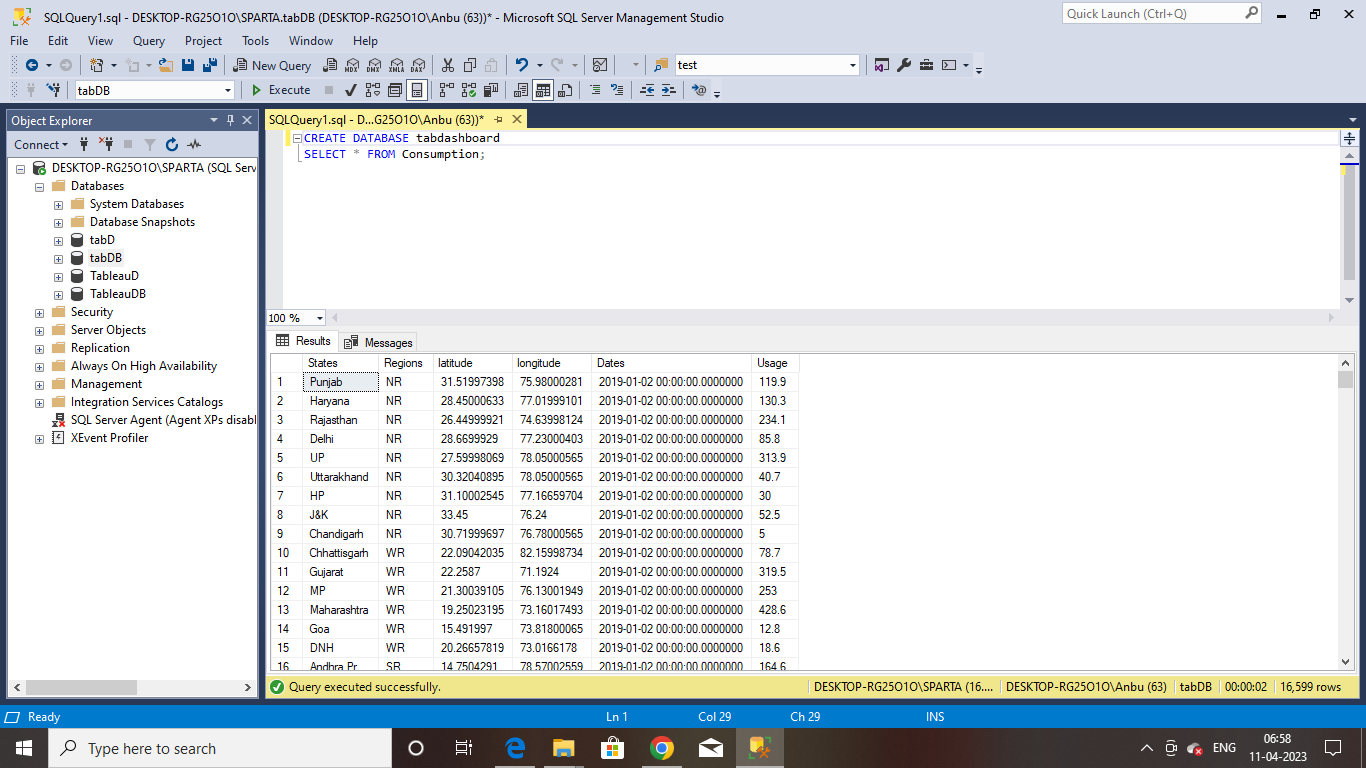 SQLQuery1.sql - DESKTOP-RG25O1O\SPARTA.tabDB (DESKTOP-RG25O1O\Anbu (63))* - Microsoft SQL Server Management Studio
Quick Launch (Ctrl+Q)
File Edit View Query Project Tools Window Help
New Query MDX DMX XMLA DAX test
tabDB Execute
Object Explorer
SQLQuery1.sql - D...G25O1O\Anbu (63))*
Connect
CREATE DATABASE tabdashboard
SELECT * FROM Consumption;
DESKTOP-RG25O1O\SPARTA (SQL Serv
Databases
System Databases
Database Snapshots
tabD
tabDB
TableauD
TableauDB
Security
Server Objects
Replication
Always On High Availability
Management
Integration Services Catalogs
SQL Server Agent (Agent XPs disabl
XEvent Profiler
100 %
Results Messages
States Regions latitude longitude Dates Usage
1 Punjab NR 31.51997398 75.98000281 2019-01-02 00:00:00.0000000 119.9
2 Haryana NR 28.45000633 77.01999101 2019-01-02 00:00:00.0000000 130.3
3 Rajasthan NR 26.44999921 74.63998124 2019-01-02 00:00:00.0000000 234.1
4 Delhi NR 28.6699929 77.23000403 2019-01-02 00:00:00.0000000 85.8
5 UP NR 27.59998069 78.05000565 2019-01-02 00:00:00.0000000 313.9
6 Uttarakhand NR 30.32040895 78.05000565 2019-01-02 00:00:00.0000000 40.7
7 HP NR 31.10002545 77.16659704 2019-01-02 00:00:00.0000000 30
8 J&K NR 33.45 76.24 2019-01-02 00:00:00.0000000 52.5
9 Chandigarh NR 30.71999697 76.78000565 2019-01-02 00:00:00.0000000 5
10 Chhattisgarh WR 22.09042035 82.15998734 2019-01-02 00:00:00.0000000 78.7
11 Gujarat WR 22.2587 71.1924 2019-01-02 00:00:00.0000000 319.5
12 MP WR 21.30039105 76.13001949 2019-01-02 00:00:00.0000000 253
13 Maharashtra WR 19.25023195 73.16017493 2019-01-02 00:00:00.0000000 428.6
14 Goa WR 15.491997 73.81800065 2019-01-02 00:00:00.0000000 12.8
15 DNH WR 20.26657819 73.0166178 2019-01-02 00:00:00.0000000 18.6
16 Andhra Pr SR 14.7504291 78.57002559 2019-01-02 00:00:00.0000000 164.6
Query executed successfully. DESKTOP-RG25O1O\SPARTA (16.... DESKTOP-RG25O1O\Anbu (63) tabDB 00:00:02 16,599 rows
Ready Ln 1 Col 29 Ch 29 INS
Type here to search
ENG
06:58
11-04-2023